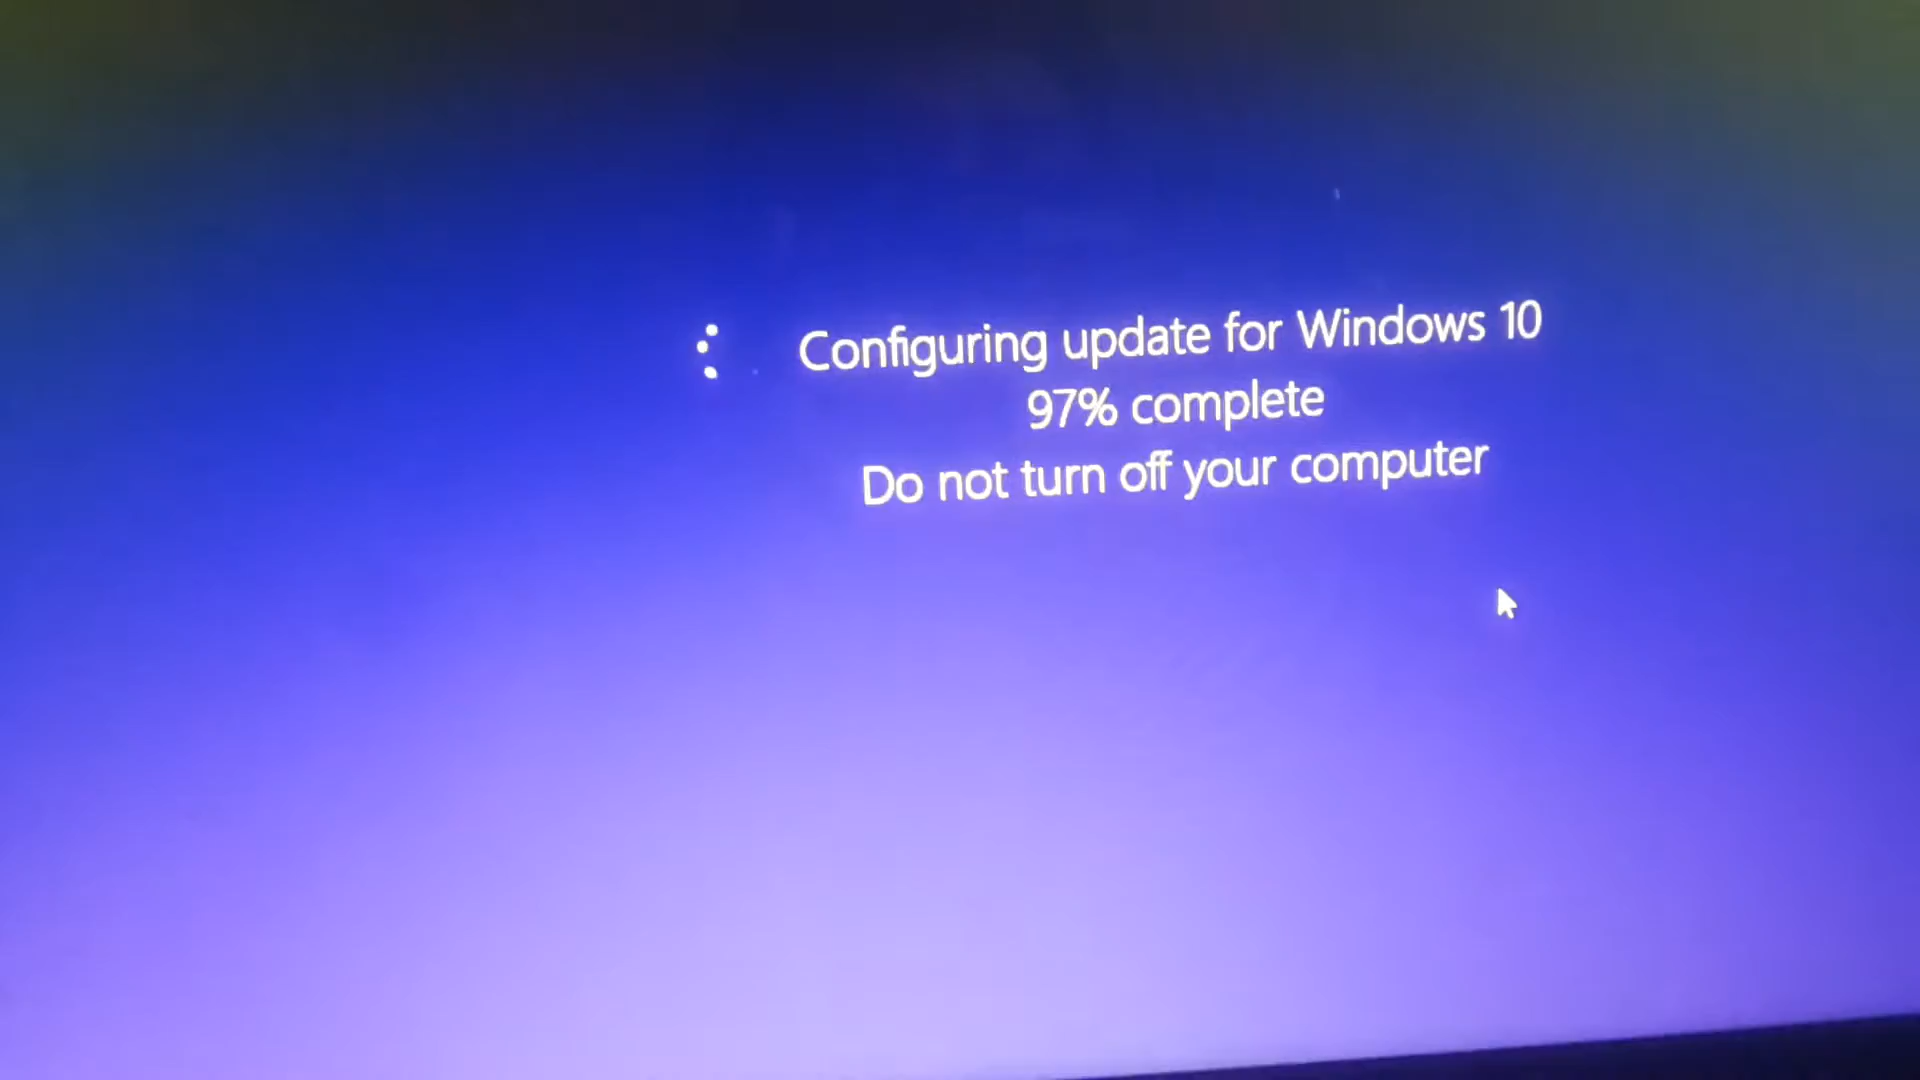 Configuring update for Windows 10
97% complete
Do not turn off your computer